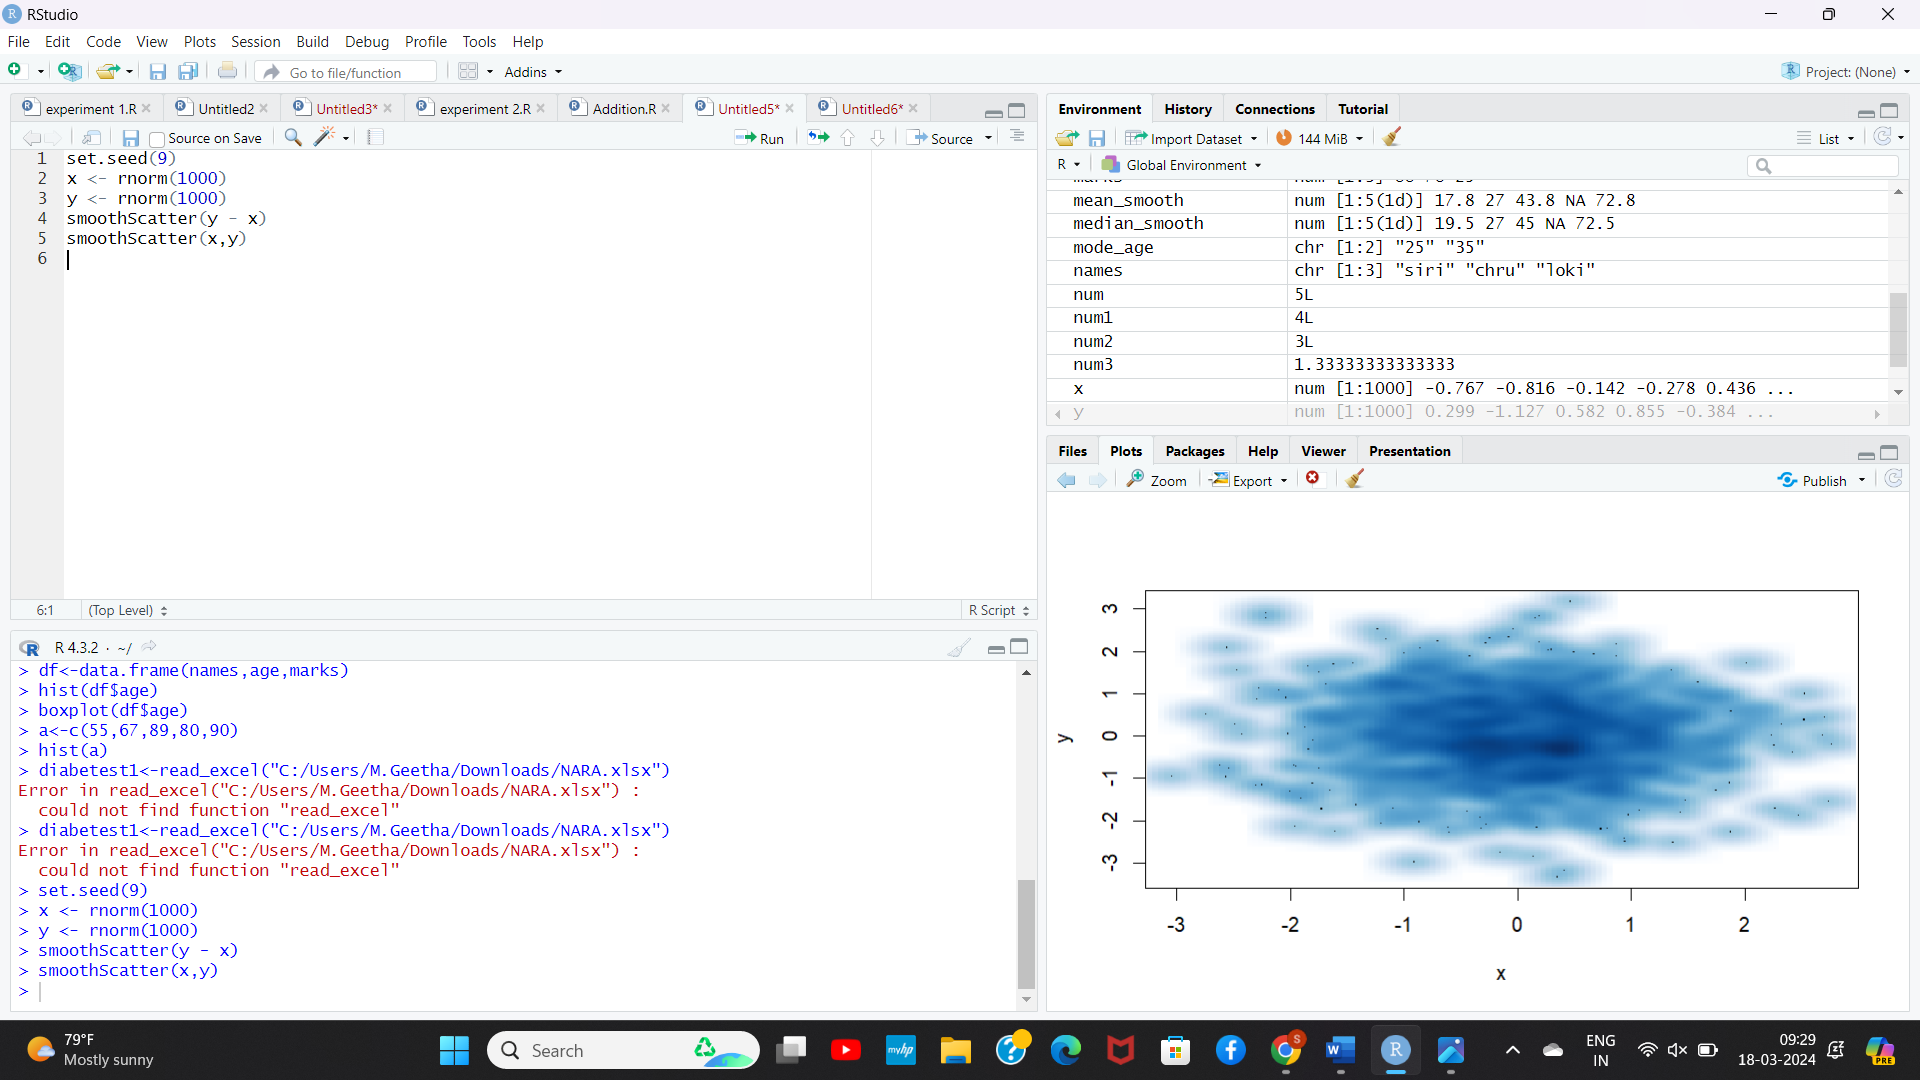 RStudio
File Edit Code View Plots Session Build Debug Profile Tools Help
Go to file/function Addins Project: (None)
experiment 1.R Untitled2 Untitled3* experiment 2.R Addition.R Untitled5* Untitled6*
Source on Save Run Source
1 set.seed(9)
2 x <- rnorm(1000)
3 y <- rnorm(1000)
4 smoothScatter(y - x)
5 smoothScatter(x,y)
6
6:1 (Top Level) R Script
R 4.3.2 · ~/
> df<-data.frame(names,age,marks)
> hist(df$age)
> boxplot(df$age)
> a<-c(55,67,89,80,90)
> hist(a)
> diabetest1<-read_excel("C:/Users/M.Geetha/Downloads/NARA.xlsx")
Error in read_excel("C:/Users/M.Geetha/Downloads/NARA.xlsx") :
could not find function "read_excel"
> diabetest1<-read_excel("C:/Users/M.Geetha/Downloads/NARA.xlsx")
Error in read_excel("C:/Users/M.Geetha/Downloads/NARA.xlsx") :
could not find function "read_excel"
> set.seed(9)
> x <- rnorm(1000)
> y <- rnorm(1000)
> smoothScatter(y - x)
> smoothScatter(x,y)
>
Environment History Connections Tutorial
Import Dataset 144 MiB List
R Global Environment
mean_smooth num [1:5(1d)] 17.8 27 43.8 NA 72.8
median_smooth num [1:5(1d)] 19.5 27 45 NA 72.5
mode_age chr [1:2] "25" "35"
names chr [1:3] "siri" "chru" "loki"
num 5L
num1 4L
num2 3L
num3 1.33333333333333
x num [1:1000] -0.767 -0.816 -0.142 -0.278 0.436 ...
y num [1:1000] 0.299 -1.127 0.582 0.855 -0.384 ...
Files Plots Packages Help Viewer Presentation
Zoom Export Publish
3
2
1
0
-1
-2
-3
y
-3 -2 -1 0 1 2
x
79°F
Mostly sunny
Search
myhp
S
W
R
ENG
IN
09:29
18-03-2024
PRE